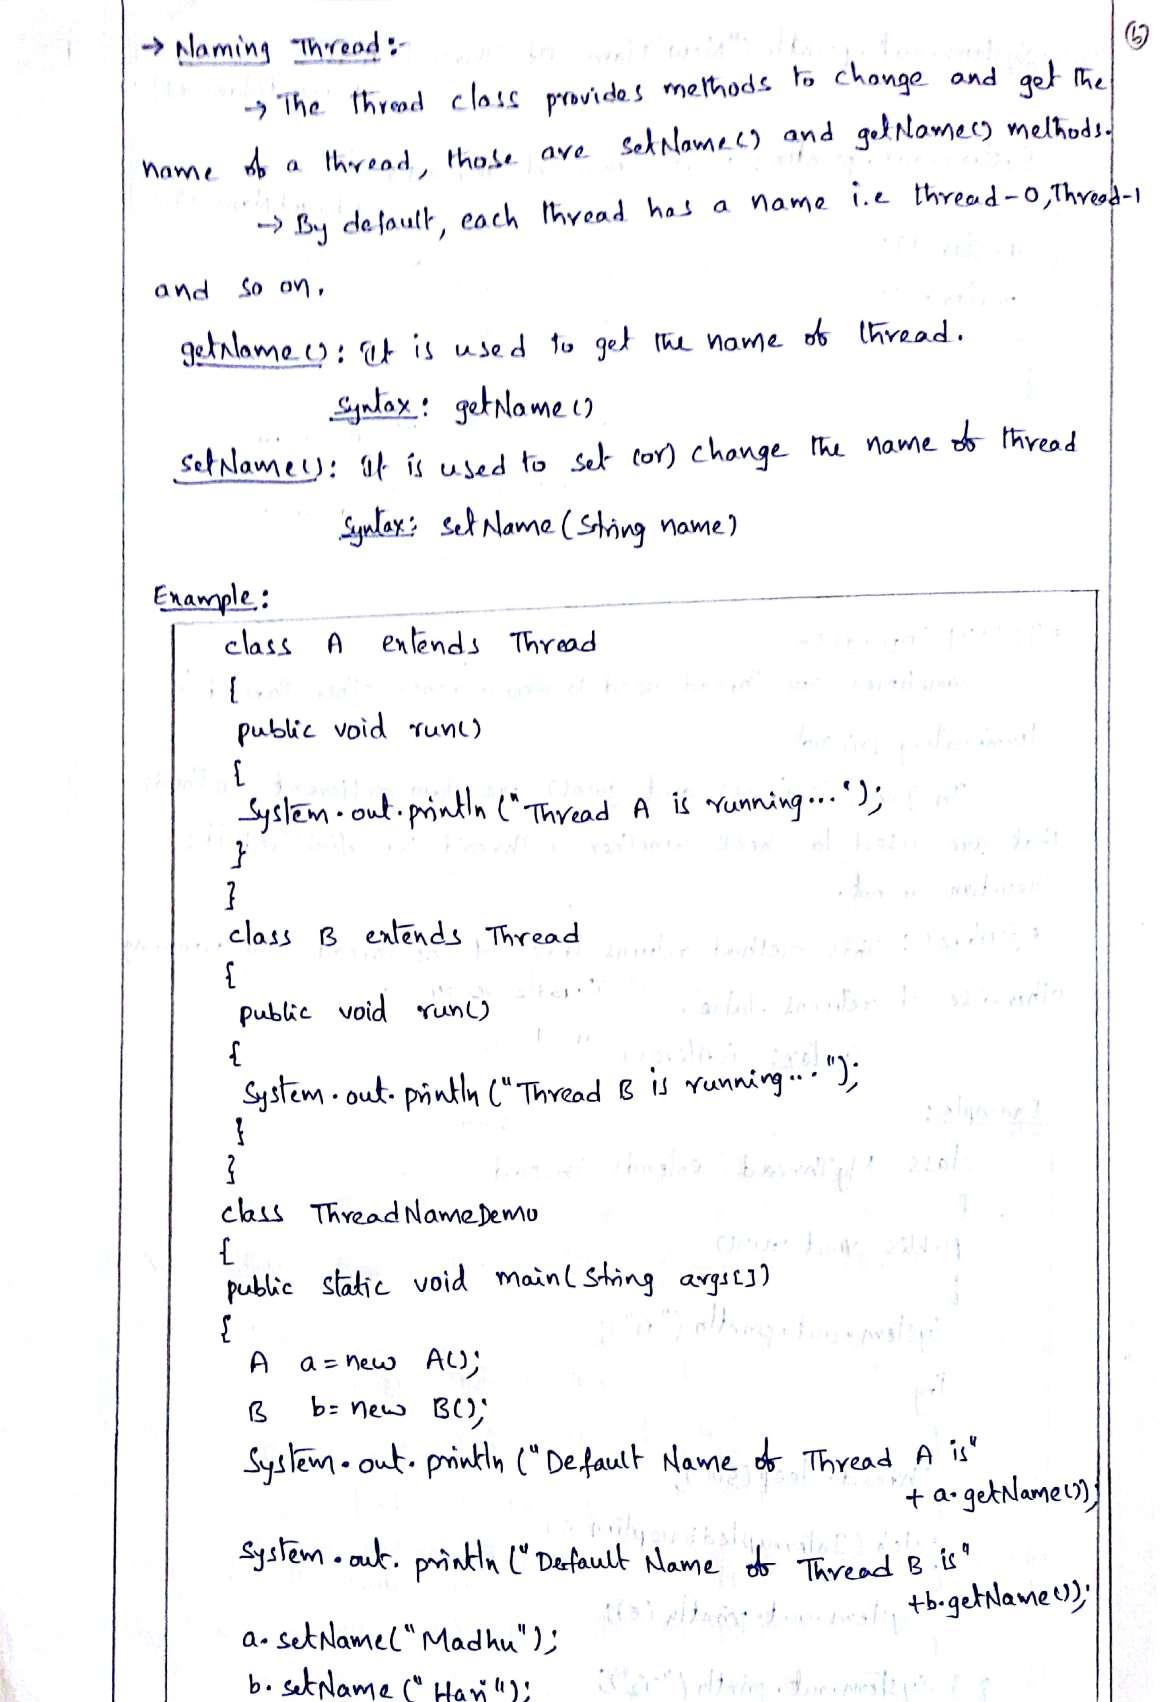 6
→ Naming Thread :-
→ The thread class provides methods to change and get the
name of a thread, those are setName() and getName() methods.
→ By default, each thread has a name i.e thread-0, Thread-1
and so on.
getName(): It is used to get the name of thread.
Syntax: getName()
setName(): It is used to set (or) change the name of thread
Syntax: setName(String name)
Example:
class A extends Thread
{
public void run()
{
System.out.println("Thread A is running...");
}
}
class B extends Thread
{
public void run()
{
System.out.println("Thread B is running...");
}
}
class ThreadNameDemo
{
public static void main(String args[])
{
A a=new A();
B b=new B();
System.out.println("Default Name of Thread A is"
+ a.getName());
System.out.println("Default Name of Thread B is"
+b.getName());
a.setName("Madhu");
b.setName("Hari");